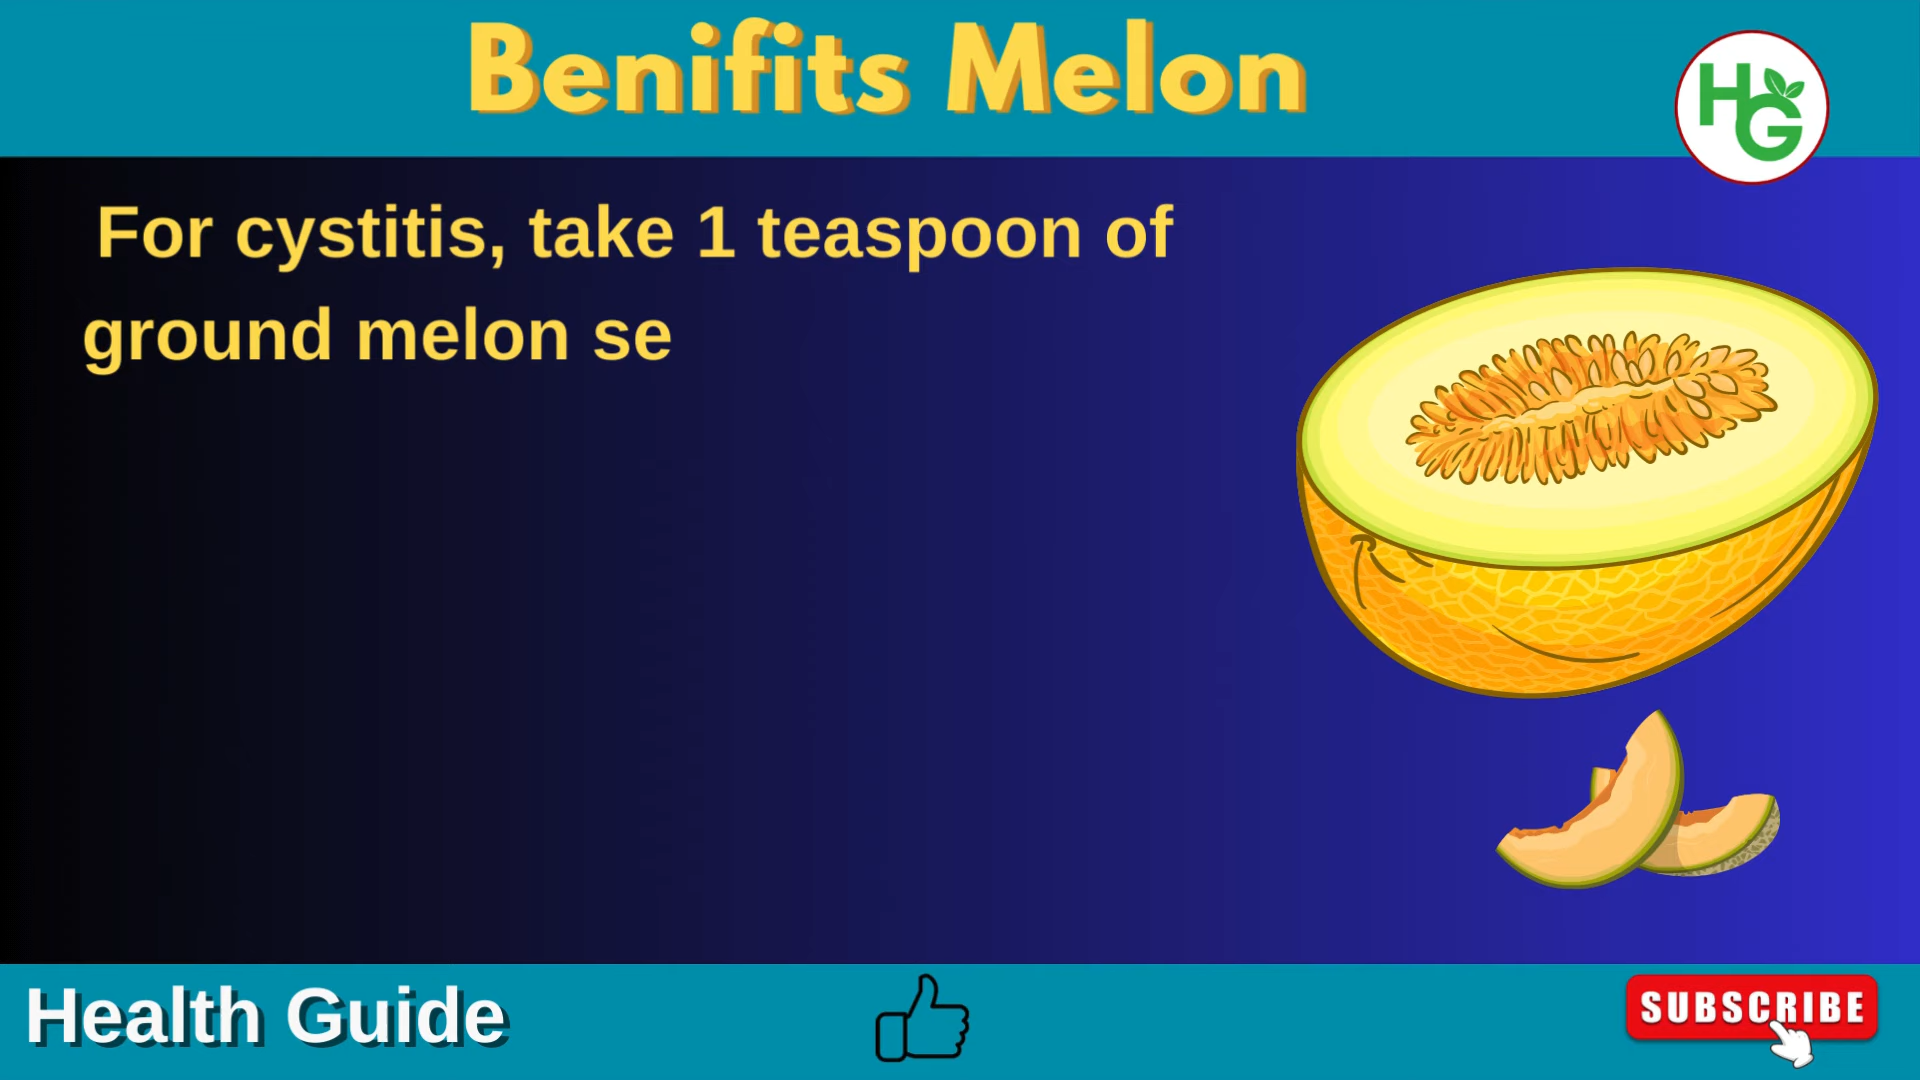 Benifits Melon
HG
For cystitis, take 1 teaspoon of
ground melon se
Health Guide
SUBSCRIBE